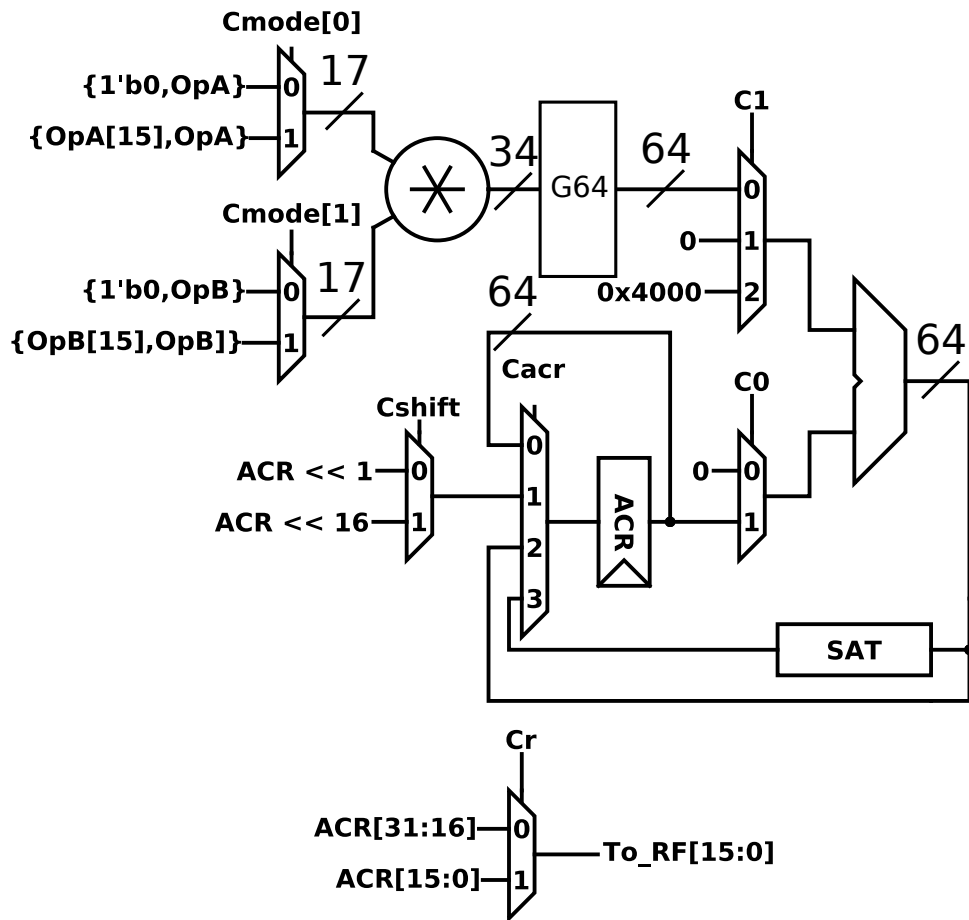 Cmode[0]
{1'b0,OpA}
0
17
{OpA[15],OpA}
1
C1
34
64
G64
0
Cmode[1]
0
1
{1'b0,OpB}
0
17
64
0x4000
2
{OpB[15],OpB]}
1
64
Cacr
C0
Cshift
0
ACR << 1
0
0
0
1
ACR
ACR << 16
1
1
2
3
SAT
Cr
ACR[31:16]
0
To_RF[15:0]
ACR[15:0]
1